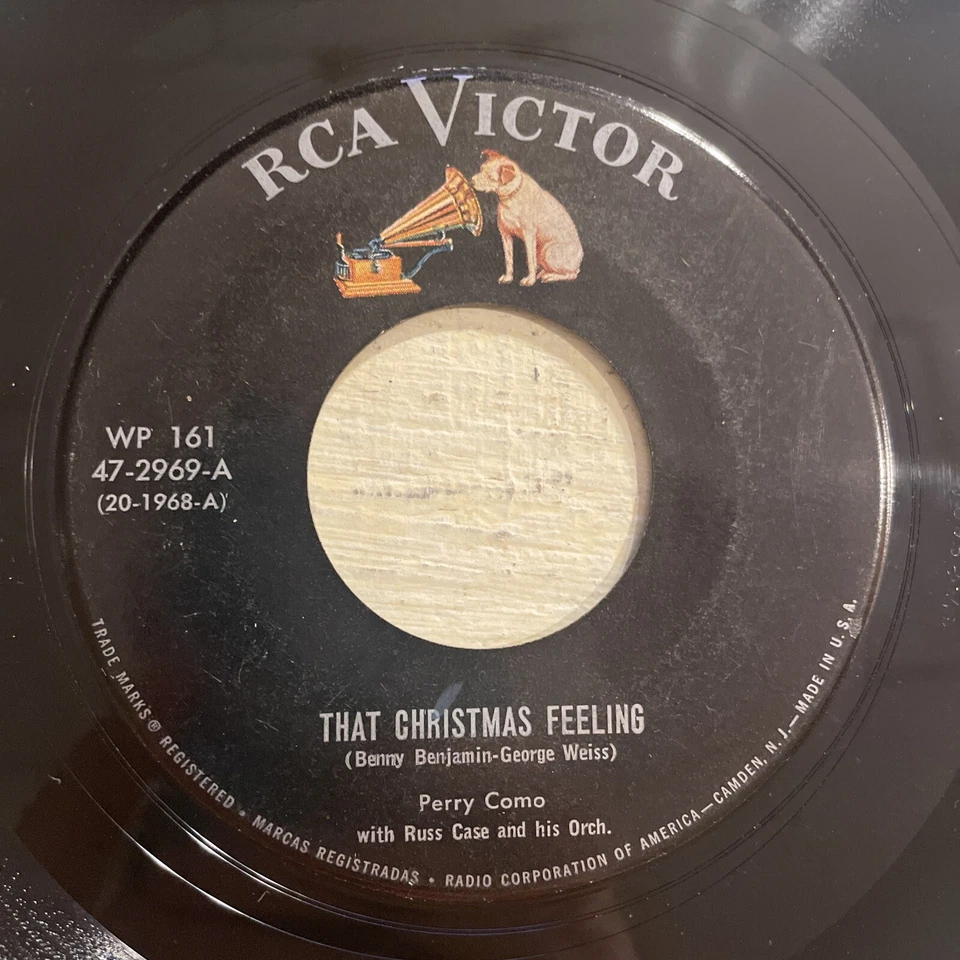 RCA VICTOR
WP 161
47-2969-A
(20-1968-A)
THAT CHRISTMAS FEELING
(Benny Benjamin-George Weiss)
Perry Como
with Russ Case and his Orch.
TRADE MARKS ® REGISTERED • MARCAS REGISTRADAS • RADIO CORPORATION OF AMERICA—CAMDEN, N. J.—MADE IN U. S. A.